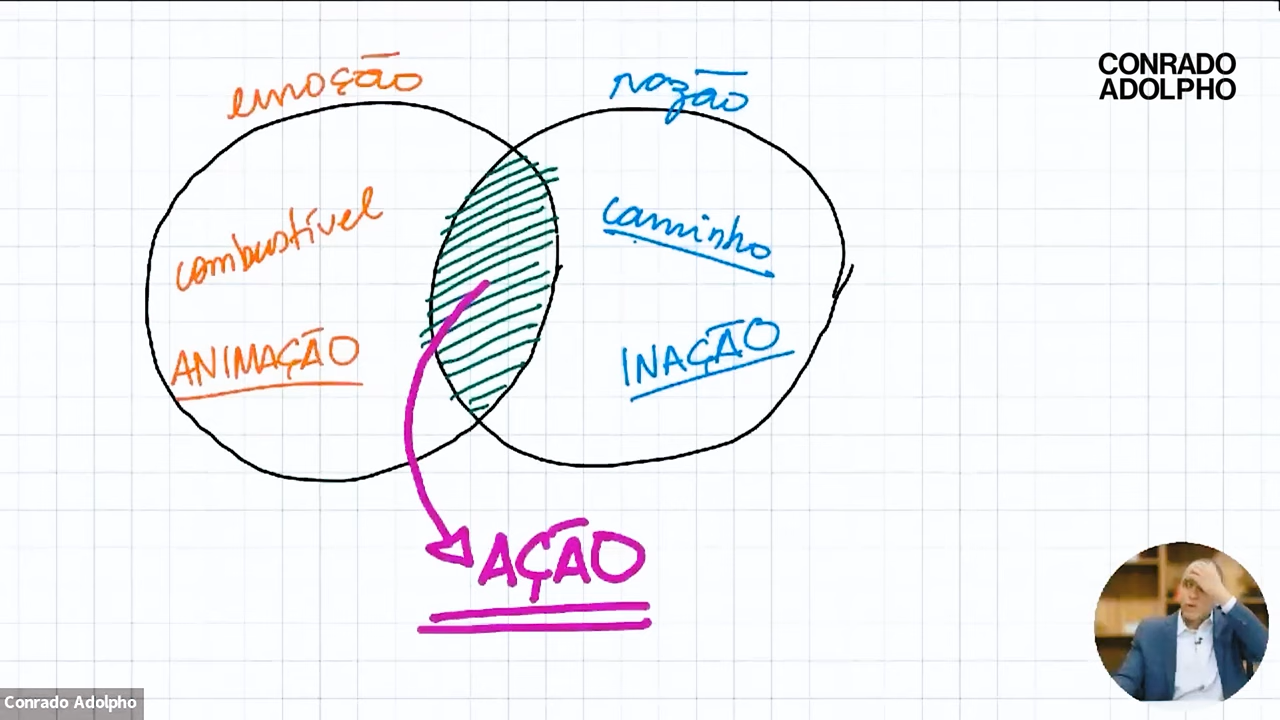 emoção
razão
CONRADO
ADOLPHO
combustível
caminho
ANIMAÇÃO
INAÇÃO
AÇÃO
Conrado Adolpho